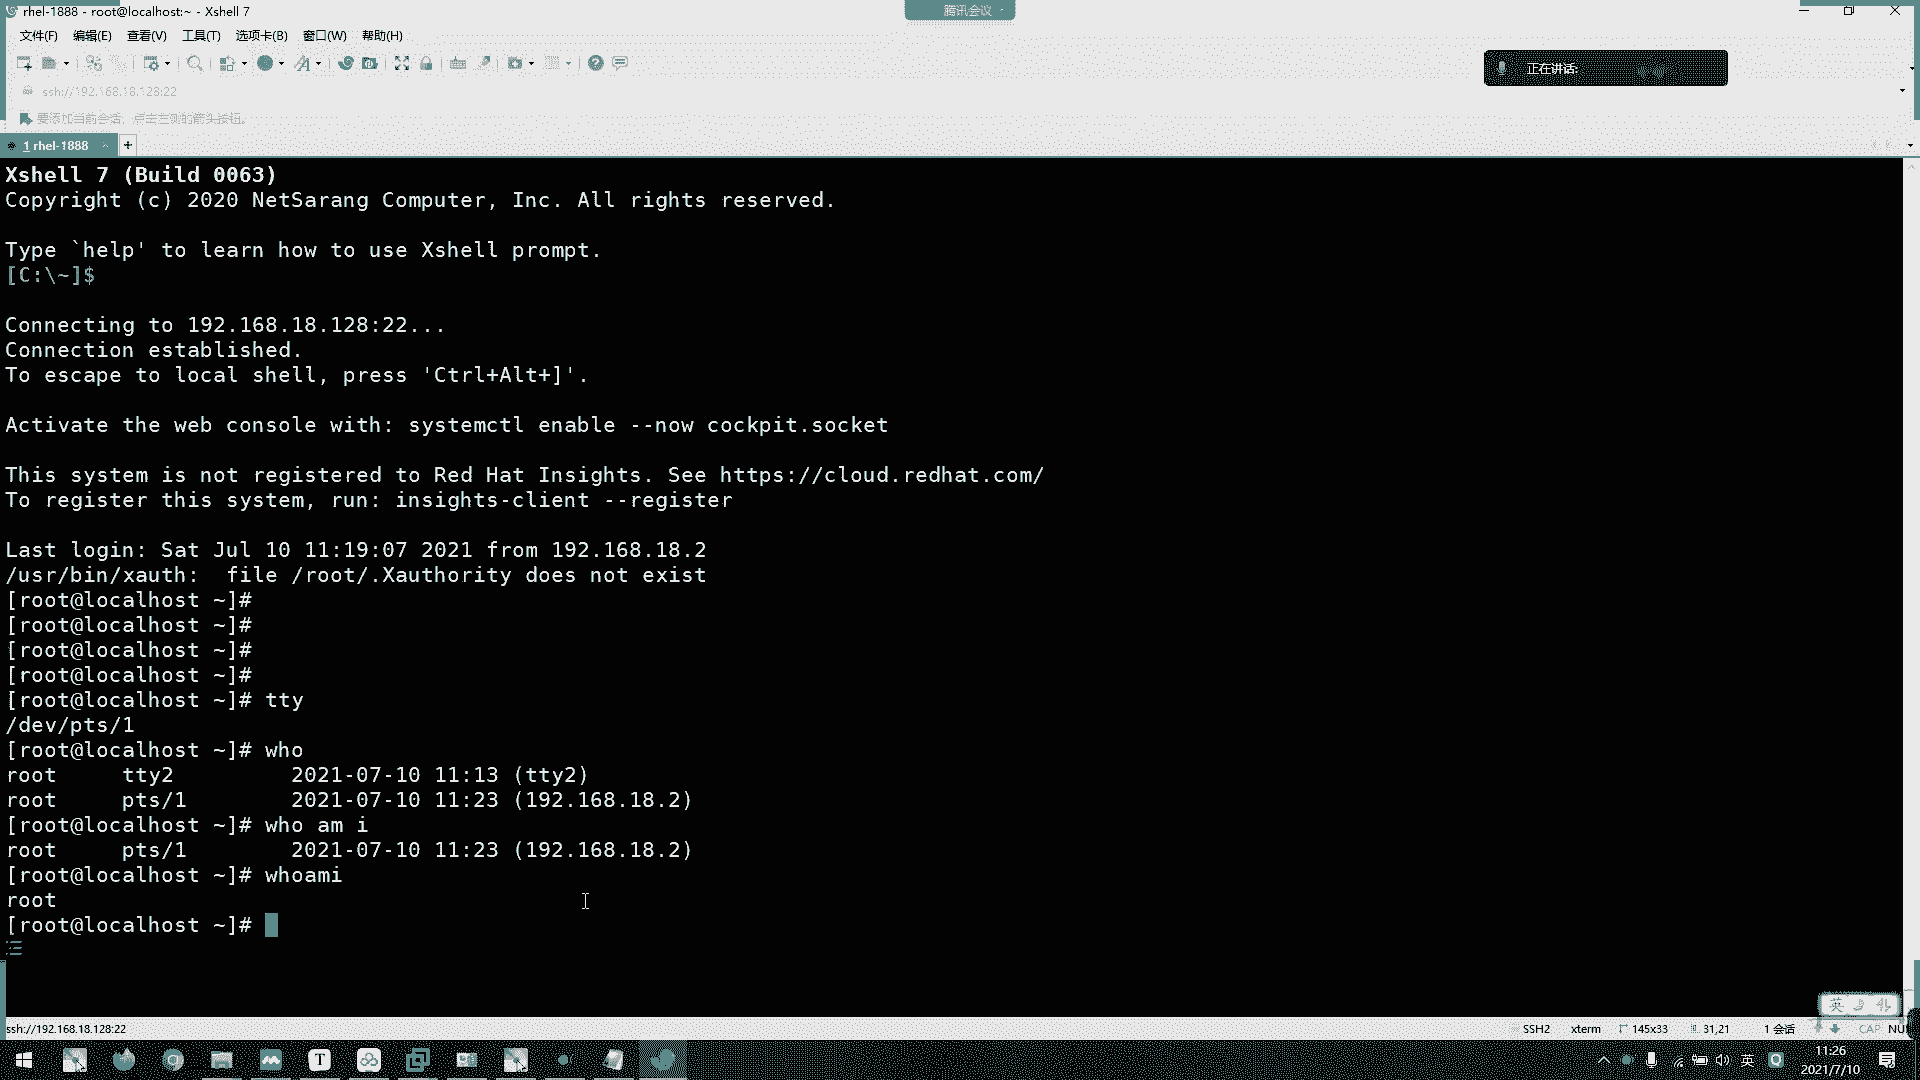 rhel-1888 - root@localhost:~ - Xshell 7
腾讯会议
文件(F) 编辑(E) 查看(V) 工具(T) 选项卡(B) 窗口(W) 帮助(H)
正在讲话:
ssh://192.168.18.128:22
要添加当前会话，点击左侧的箭头按钮。
1 rhel-1888
Xshell 7 (Build 0063)
Copyright (c) 2020 NetSarang Computer, Inc. All rights reserved.
Type `help' to learn how to use Xshell prompt.
[C:\~]$
Connecting to 192.168.18.128:22...
Connection established.
To escape to local shell, press 'Ctrl+Alt+]'.
Activate the web console with: systemctl enable --now cockpit.socket
This system is not registered to Red Hat Insights. See https://cloud.redhat.com/
To register this system, run: insights-client --register
Last login: Sat Jul 10 11:19:07 2021 from 192.168.18.2
/usr/bin/xauth:  file /root/.Xauthority does not exist
[root@localhost ~]#
[root@localhost ~]#
[root@localhost ~]#
[root@localhost ~]#
[root@localhost ~]# tty
/dev/pts/1
[root@localhost ~]# who
root     tty2         2021-07-10 11:13 (tty2)
root     pts/1        2021-07-10 11:23 (192.168.18.2)
[root@localhost ~]# who am i
root     pts/1        2021-07-10 11:23 (192.168.18.2)
[root@localhost ~]# whoami
root
[root@localhost ~]#
英
ssh://192.168.18.128:22 SSH2 xterm 145x33 31,21 1 会话 CAP NUM
英 11:26
2021/7/10